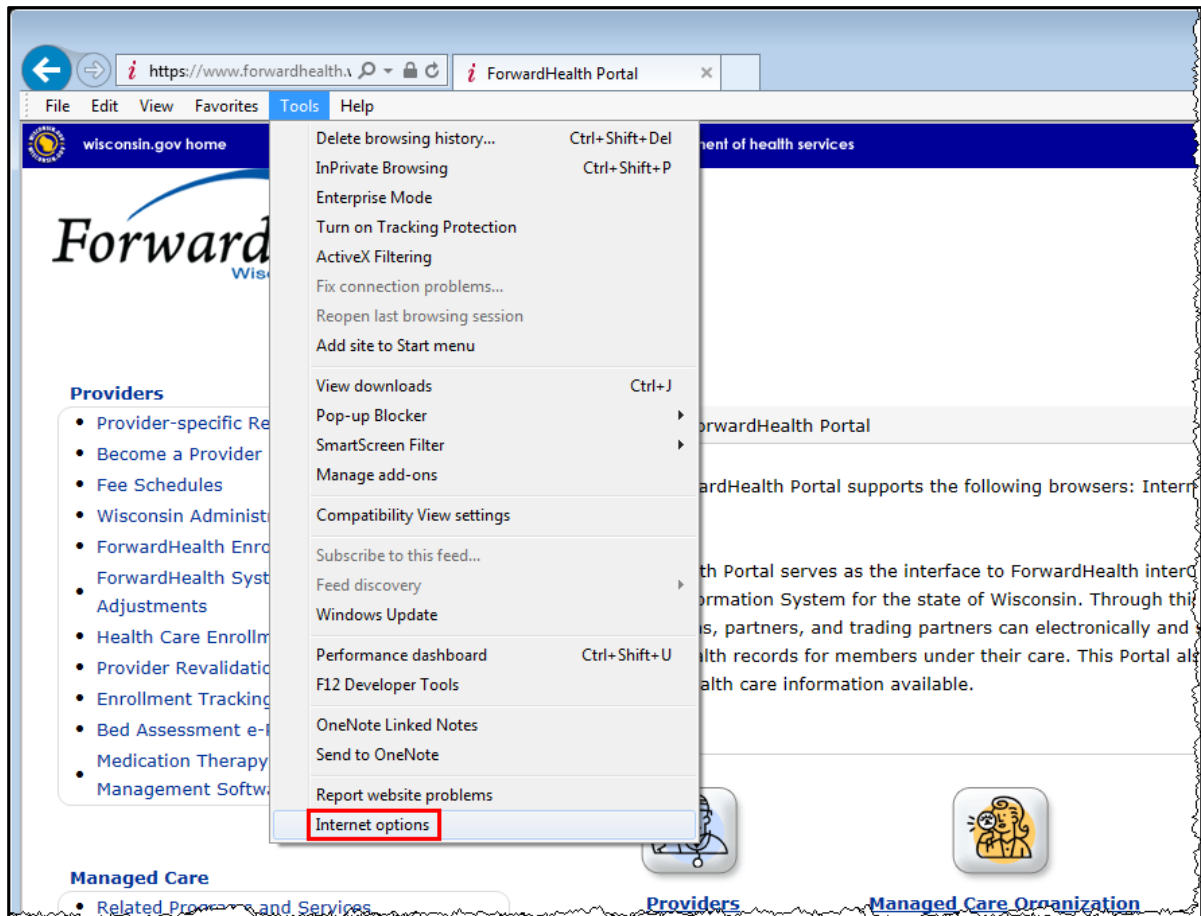 https://www.forwardhealth.
ForwardHealth Portal
File Edit View Favorites Tools Help
wisconsin.gov home
of health services
Forward
Delete browsing history... Ctrl+Shift+Del
InPrivate Browsing Ctrl+Shift+P
Enterprise Mode
Turn on Tracking Protection
ActiveX Filtering
Fix connection problems...
Reopen last browsing session
Add site to Start menu
View downloads Ctrl+J
Pop-up Blocker
SmartScreen Filter
Manage add-ons
Compatibility View settings
Subscribe to this feed...
Feed discovery
Windows Update
Performance dashboard Ctrl+Shift+U
F12 Developer Tools
OneNote Linked Notes
Send to OneNote
Report website problems
Internet options
Providers
Provider-specific Re
Become a Provider
Fee Schedules
Wisconsin Administ
ForwardHealth Enro
ForwardHealth Syst
Adjustments
Health Care Enrollm
Provider Revalidatio
Enrollment Tracking
Bed Assessment e-
Medication Therapy
Management Softw
Managed Care
Related Programs and Services
orwardHealth Portal
ardHealth Portal supports the following browsers: Intern
th Portal serves as the interface to ForwardHealth inter
ormation System for the state of Wisconsin. Through thi
s, partners, and trading partners can electronically and
lth records for members under their care. This Portal als
alth care information available.
Providers
Managed Care Organization